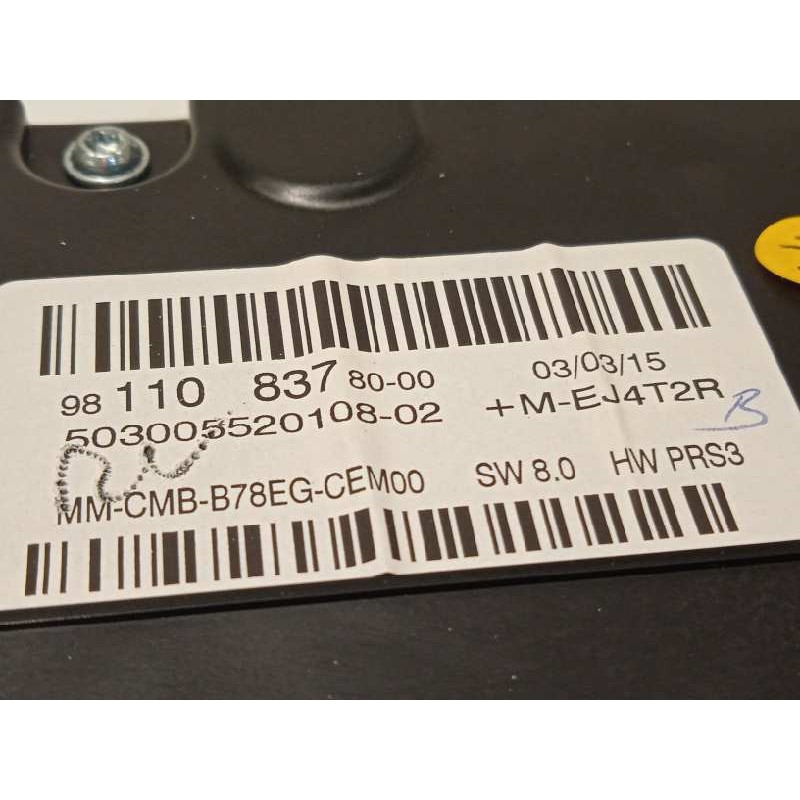 98 110 837 80-00 03/03/15
503005520108-02 +M-EJ4T2R B
MM-CMB-B78EG-CEM00 SW 8.0 HW PRS3